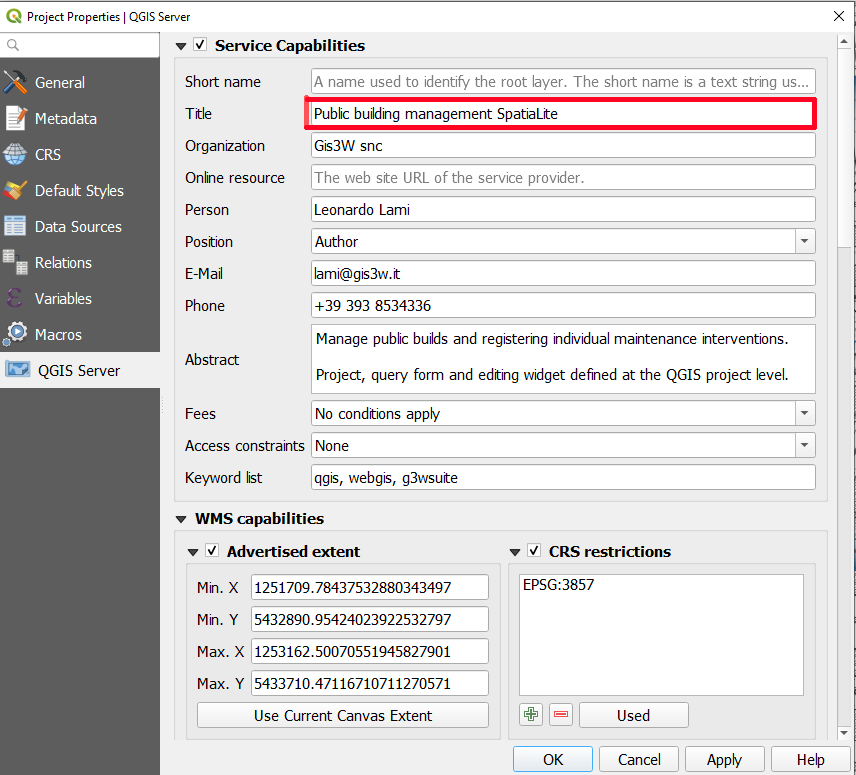 Project Properties | QGIS Server
General
Metadata
CRS
Default Styles
Data Sources
Relations
Variables
Macros
QGIS Server
Service Capabilities
Short name A name used to identify the root layer. The short name is a text string us...
Title Public building management SpatiaLite
Organization Gis3W snc
Online resource The web site URL of the service provider.
Person Leonardo Lami
Position Author
E-Mail lami@gis3w.it
Phone +39 393 8534336
Abstract Manage public builds and registering individual maintenance interventions.
Project, query form and editing widget defined at the QGIS project level.
Fees No conditions apply
Access constraints None
Keyword list qgis, webgis, g3wsuite
WMS capabilities
Advertised extent
Min. X 1251709.78437532880343497
Min. Y 5432890.95424023922532797
Max. X 1253162.50070551945827901
Max. Y 5433710.47116710711270571
Use Current Canvas Extent
CRS restrictions
EPSG:3857
Used
OK Cancel Apply Help